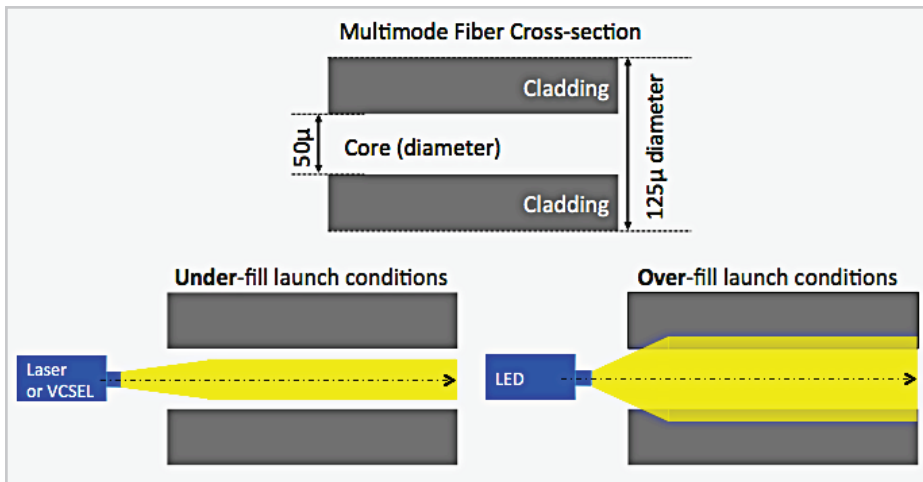 Multimode Fiber Cross-section
Cladding
50µ
Core (diameter)
125µ diameter
Cladding
Under-fill launch conditions
Over-fill launch conditions
Laser
or VCSEL
LED